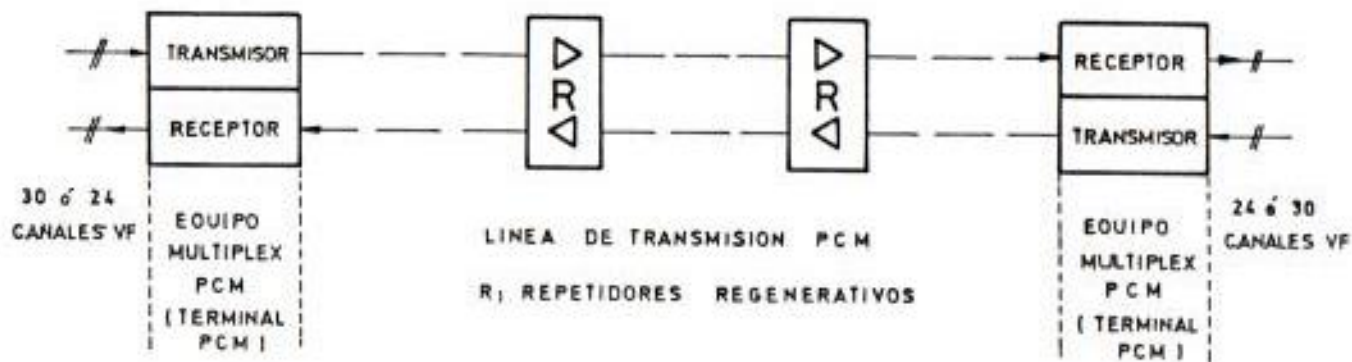 TRANSMISOR
RECEPTOR
R
R
RECEPTOR
TRANSMISOR
30 ó 24
CANALES VF
EQUIPO
MULTIPLEX
PCM
(TERMINAL
PCM)
LINEA DE TRANSMISION PCM
R; REPETIDORES REGENERATIVOS
EQUIPO
MULTIPLEX
PCM
(TERMINAL
PCM)
24 ó 30
CANALES VF